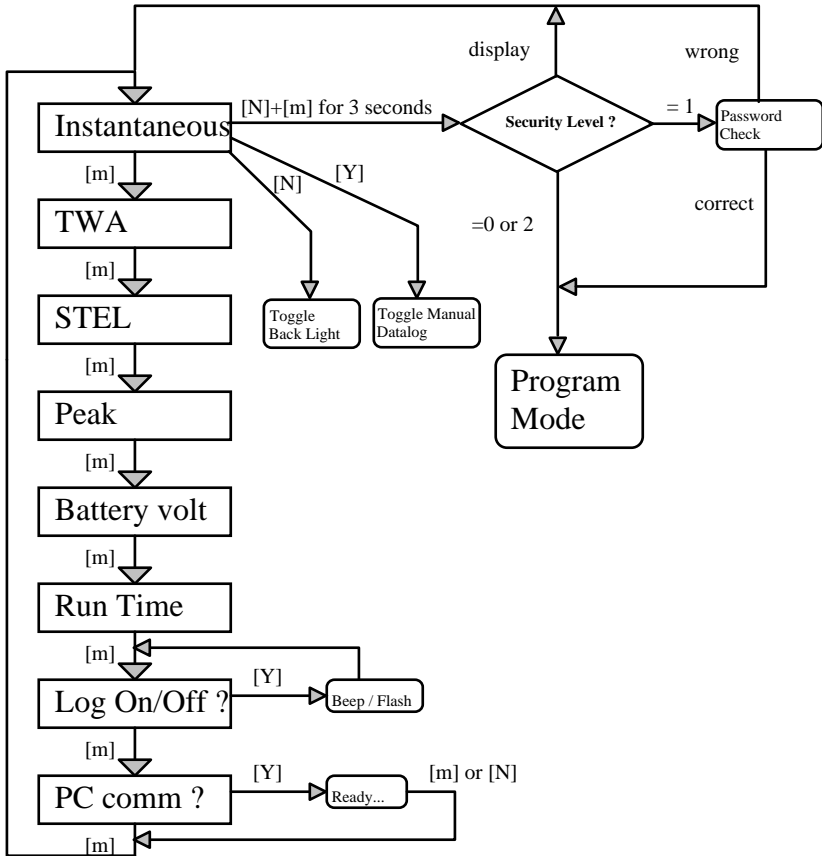 display
wrong
[N]+[m] for 3 seconds
= 1
Instantaneous
Security Level ?
Password
Check
[m]
[N]
[Y]
correct
TWA
=0 or 2
[m]
STEL
Toggle
Back Light
Toggle Manual
Datalog
[m]
Program
Mode
Peak
[m]
Battery volt
[m]
Run Time
[m]
Log On/Off ?
[Y]
Beep / Flash
[m]
PC comm ?
[Y]
Ready...
[m] or [N]
[m]